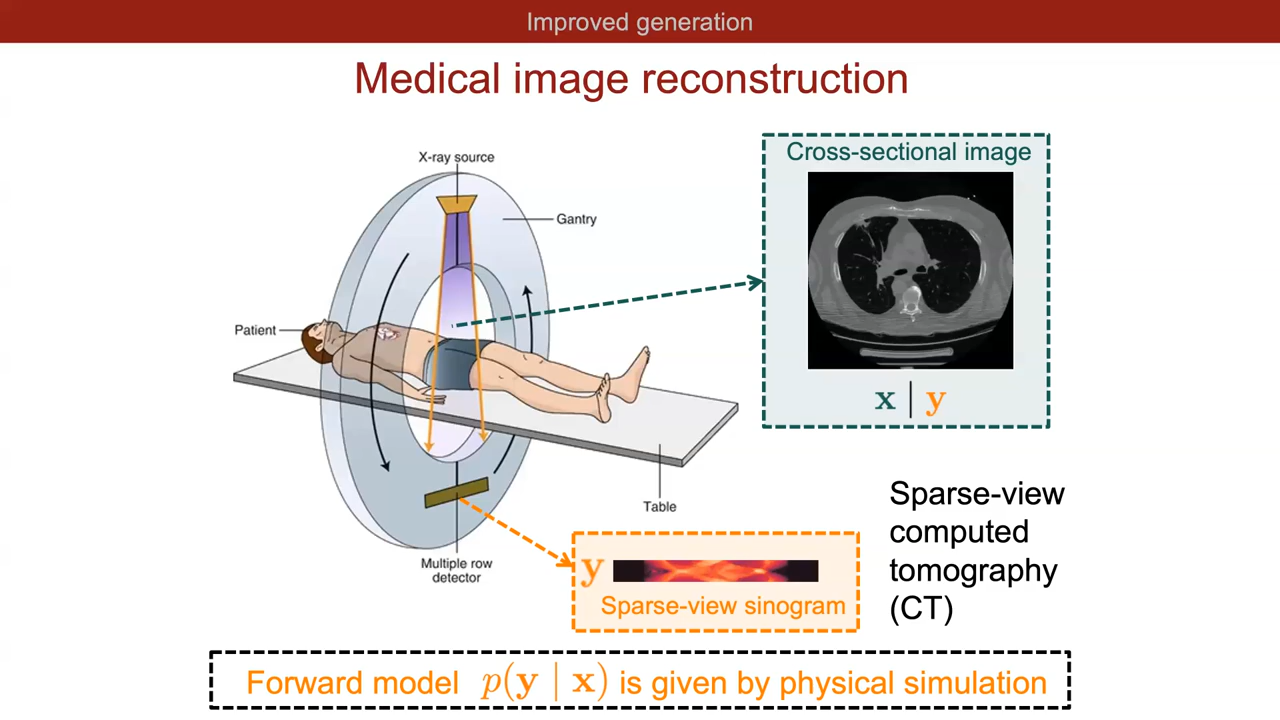 Improved generation
Medical image reconstruction
X-ray source
Gantry
Patient
Table
Multiple row
detector
Cross-sectional image
x | y
Sparse-view
computed
tomography
(CT)
y
Sparse-view sinogram
Forward model p(y | x) is given by physical simulation